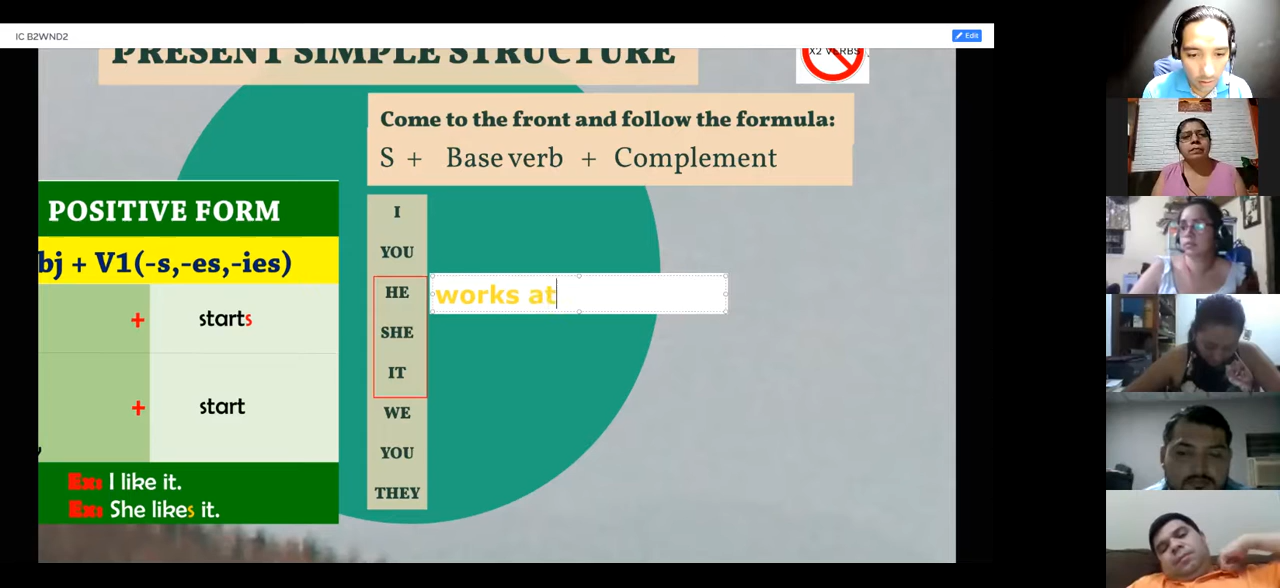 IC B2WND2
Edit
PRESENT SIMPLE STRUCTURE
X2 VERBS
Come to the front and follow the formula:
S + Base verb + Complement
POSITIVE FORM
bj + V1(-s,-es,-ies)
+ starts
+ start
Ex: I like it.
Ex: She likes it.
I
YOU
HE works at
SHE
IT
WE
YOU
THEY